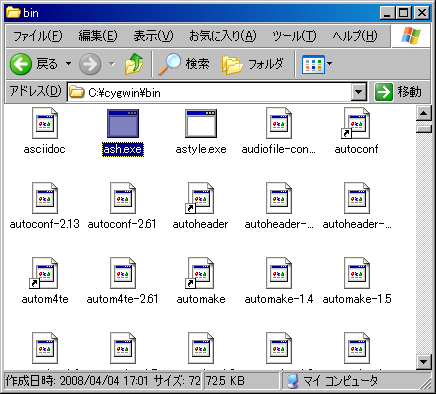 bin
ファイル(F) 編集(E) 表示(V) お気に入り(A) ツール(T) ヘルプ(H)
戻る 検索 フォルダ
アドレス(D) C:¥cygwin¥bin 移動
asciidoc ash.exe astyle.exe audiofile-con... autoconf
autoconf-2.13 autoconf-2.61 autoheader autoheader-... autoheader-...
autom4te autom4te-2.61 automake automake-1.4 automake-1.5
作成日時: 2008/04/04 17:01 サイズ: 72 72.5 KB マイ コンピュータ